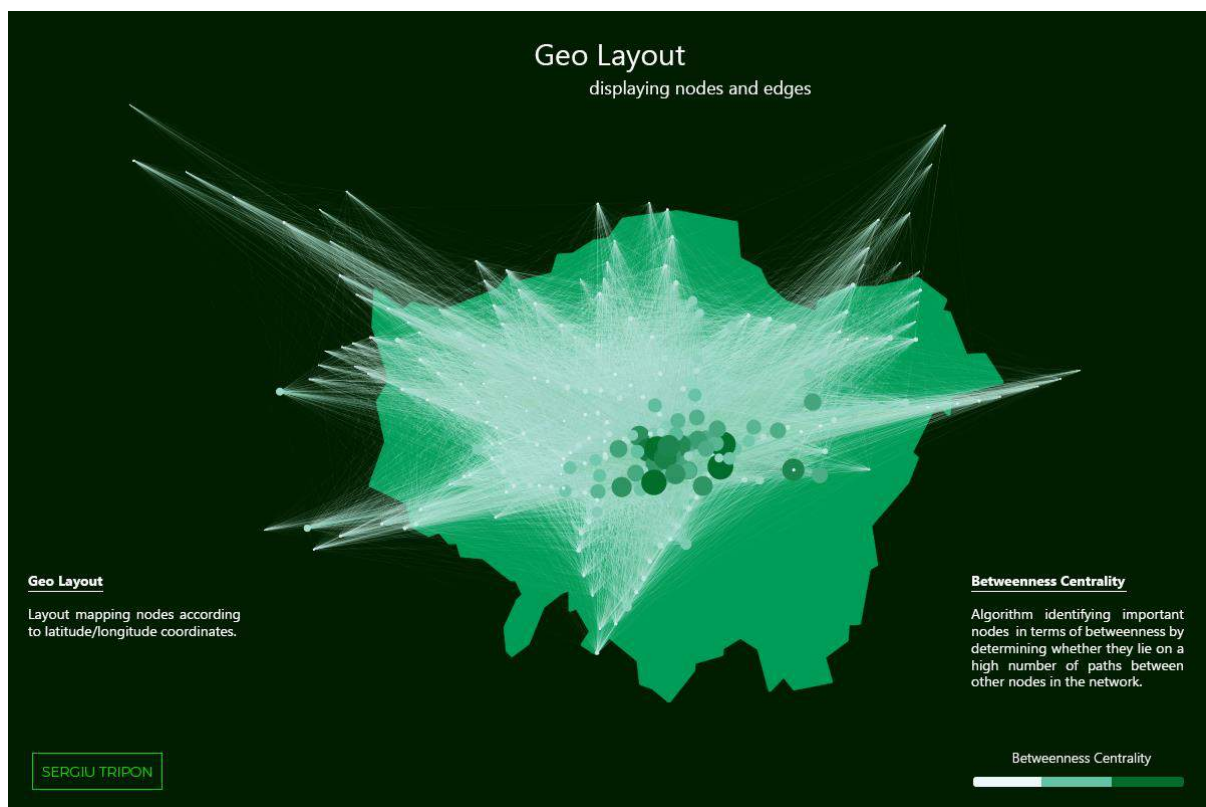 Geo Layout
displaying nodes and edges
Geo Layout
Layout mapping nodes according
to latitude/longitude coordinates.
Betweenness Centrality
Algorithm identifying important
nodes in terms of betweenness by
determining whether they lie on a
high number of paths between
other nodes in the network.
SERGIU TRIPON
Betweenness Centrality